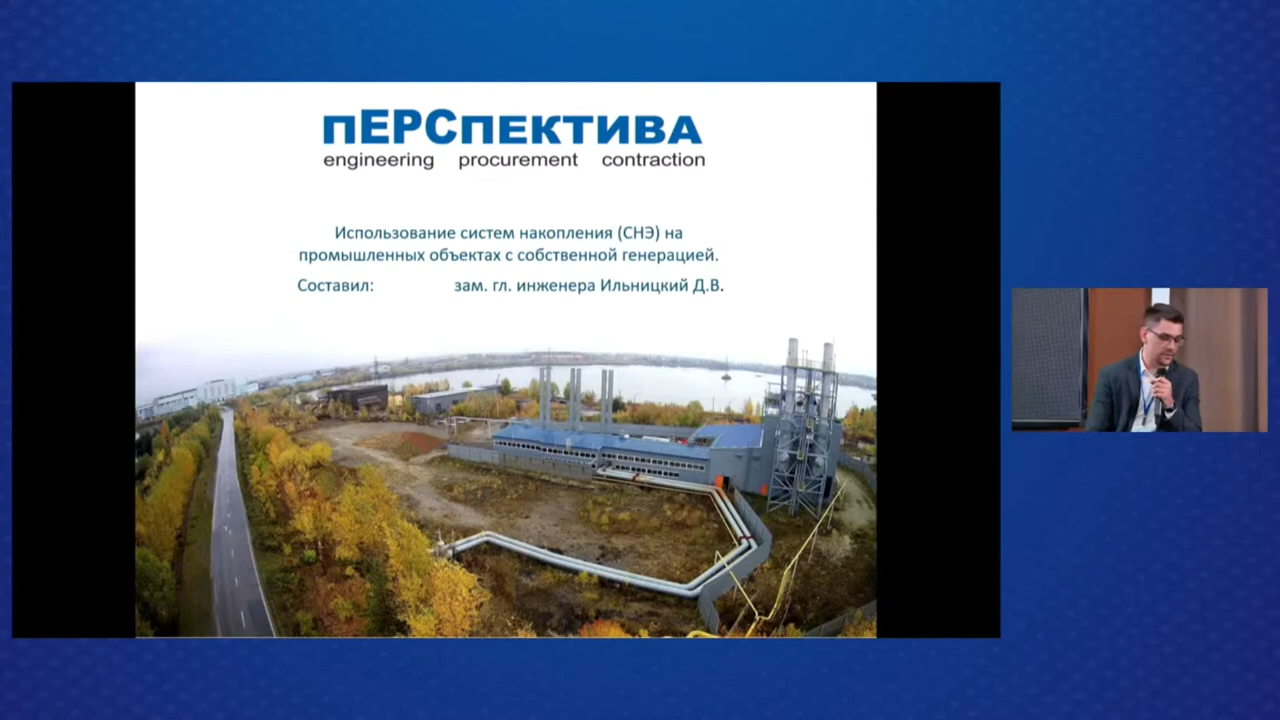 пЕРСпЕКТИВА
engineering procurement contraction
Использование систем накопления (СНЭ) на
промышленных объектах с собственной генерацией.
Составил: зам. гл. инженера Ильницкий Д.В.